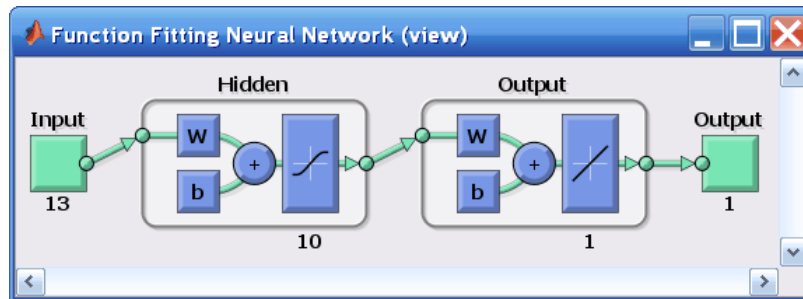 Function Fitting Neural Network (view)
Hidden
Output
Input
Output
W
+
W
+
b
b
13
10
1
1